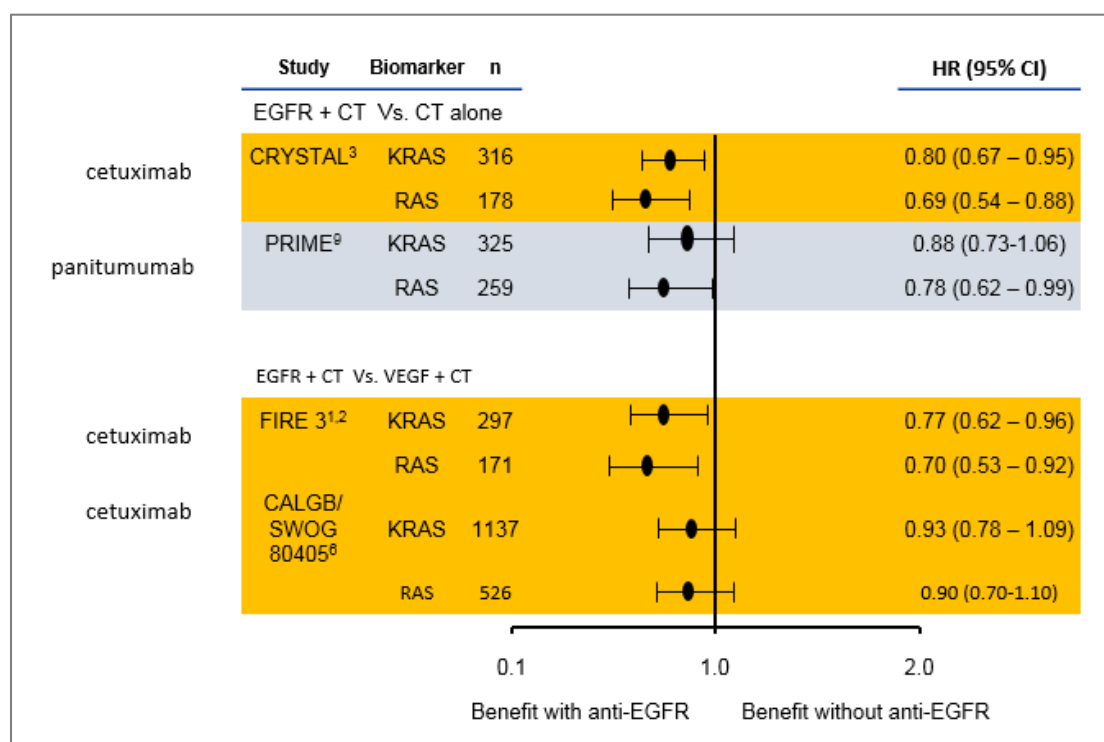 Study Biomarker n HR (95% CI)
EGFR + CT Vs. CT alone
cetuximab CRYSTAL³ KRAS 316 0.80 (0.67 – 0.95)
RAS 178 0.69 (0.54 – 0.88)
panitumumab PRIME⁹ KRAS 325 0.88 (0.73-1.06)
RAS 259 0.78 (0.62 – 0.99)
EGFR + CT Vs. VEGF + CT
cetuximab FIRE 3¹,² KRAS 297 0.77 (0.62 – 0.96)
RAS 171 0.70 (0.53 – 0.92)
cetuximab CALGB/
SWOG KRAS 1137 0.93 (0.78 – 1.09)
80405⁶
RAS 526 0.90 (0.70-1.10)
0.1 1.0 2.0
Benefit with anti-EGFR Benefit without anti-EGFR